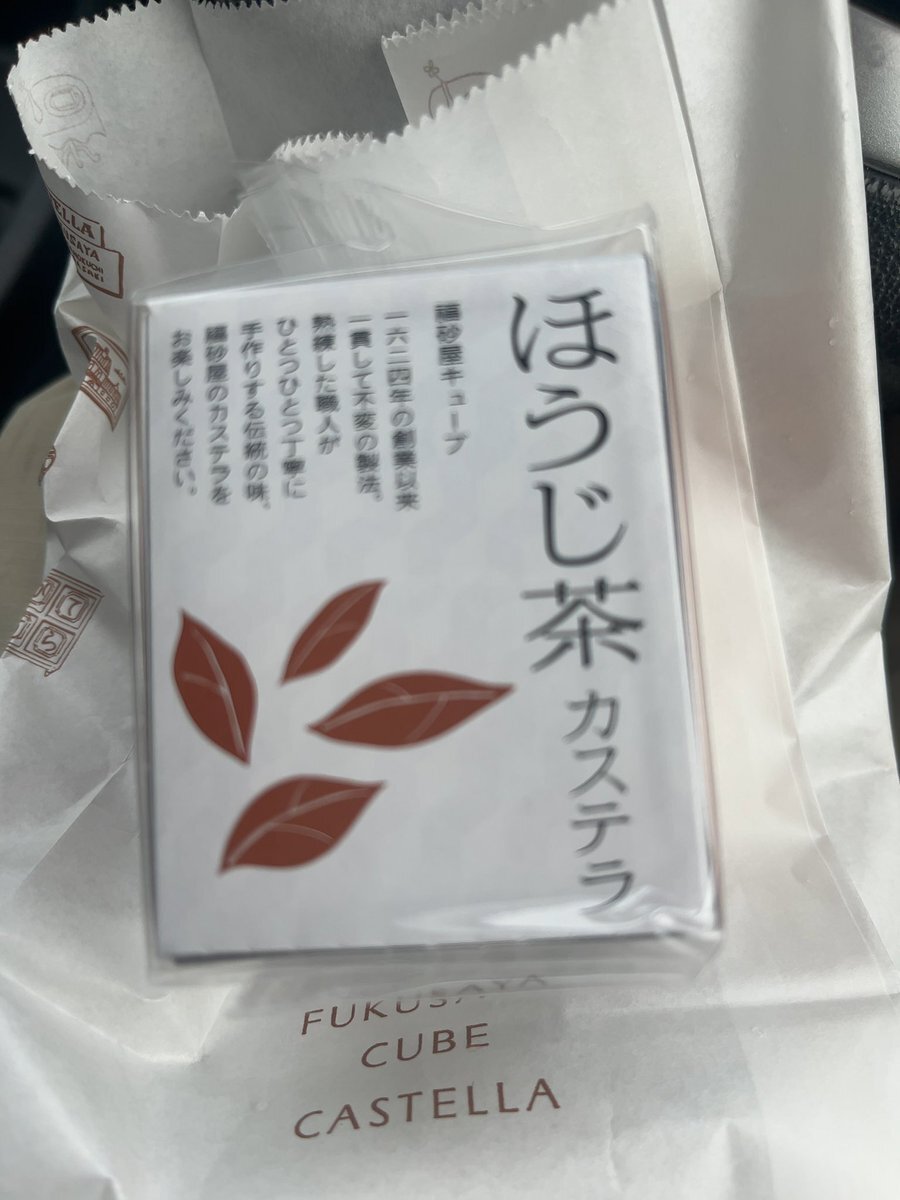 ほうじ茶 カステラ
福砂屋キューブ
一六二四年の創業以来
一貫して不変の製法。
熟練した職人が
ひとつひとつ丁寧に
手作りする伝統の味。
福砂屋のカステラを
お楽しみください。
FUKUSAYA
CUBE
CASTELLA